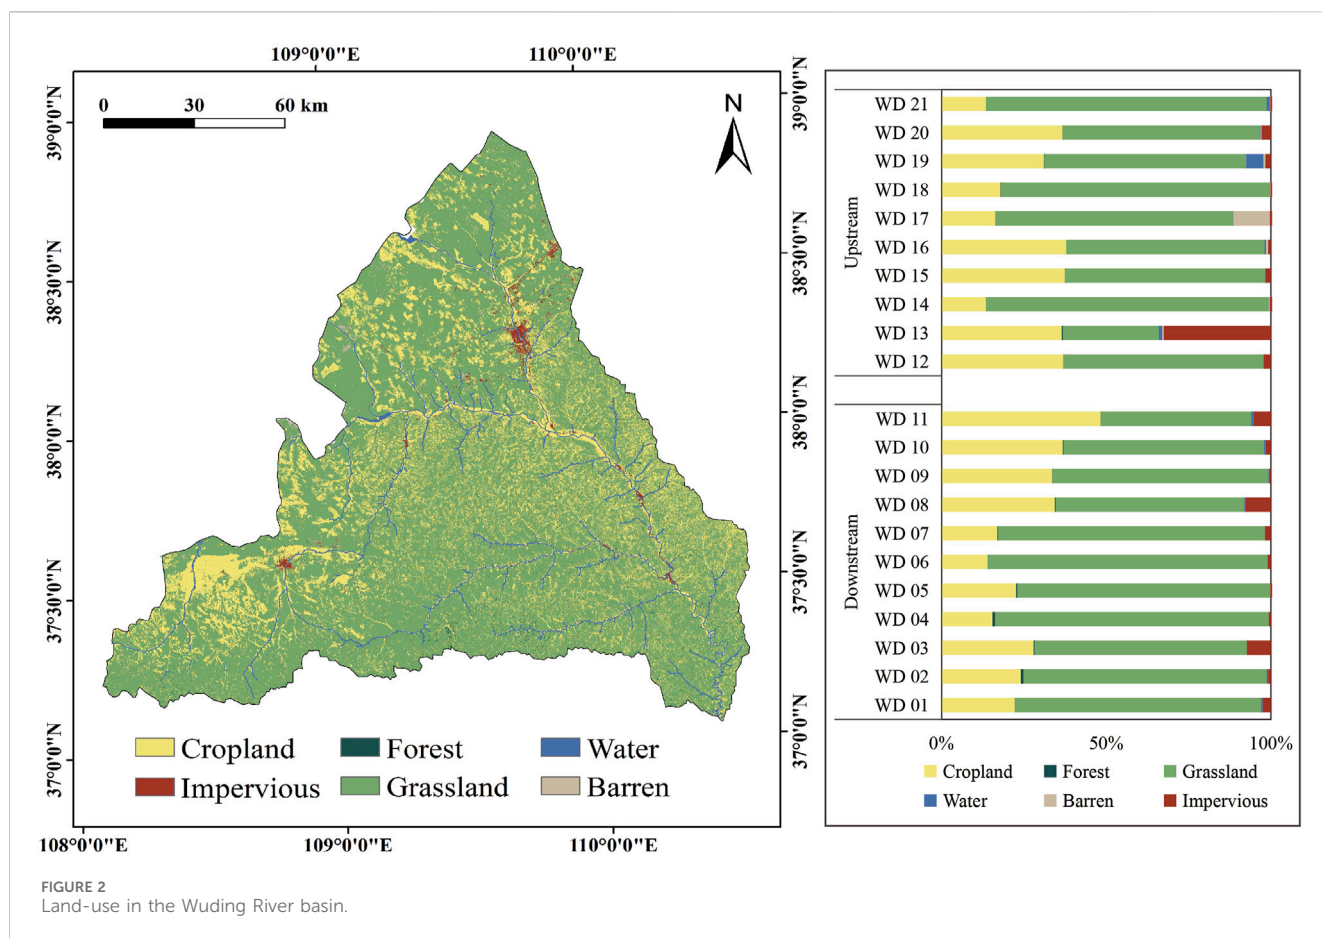 109°0'0"E 110°0'0"E
0 30 60 km
N
39°0'0"N
38°30'0"N
38°0'0"N
37°30'0"N
37°0'0"N
39°0'0"N
38°30'0"N
38°0'0"N
37°30'0"N
37°0'0"N
Cropland Forest Water
Impervious Grassland Barren
108°0'0"E 109°0'0"E 110°0'0"E
Upstream
WD 21
WD 20
WD 19
WD 18
WD 17
WD 16
WD 15
WD 14
WD 13
WD 12
Downstream
WD 11
WD 10
WD 09
WD 08
WD 07
WD 06
WD 05
WD 04
WD 03
WD 02
WD 01
0% 50% 100%
Cropland Forest Grassland
Water Barren Impervious
FIGURE 2
Land-use in the Wuding River basin.